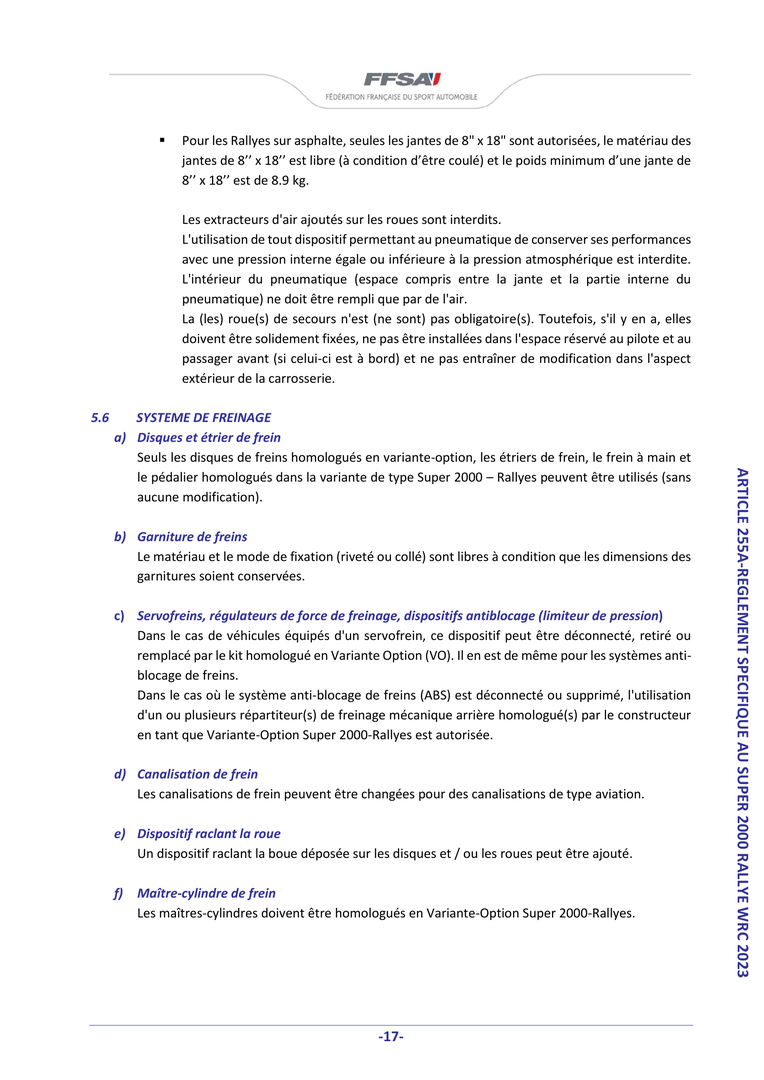 FFSA
FÉDÉRATION FRANÇAISE DU SPORT AUTOMOBILE
▪ Pour les Rallyes sur asphalte, seules les jantes de 8" x 18" sont autorisées, le matériau des
jantes de 8’’ x 18’’ est libre (à condition d’être coulé) et le poids minimum d’une jante de
8’’ x 18’’ est de 8.9 kg.
Les extracteurs d'air ajoutés sur les roues sont interdits.
L'utilisation de tout dispositif permettant au pneumatique de conserver ses performances
avec une pression interne égale ou inférieure à la pression atmosphérique est interdite.
L'intérieur du pneumatique (espace compris entre la jante et la partie interne du
pneumatique) ne doit être rempli que par de l'air.
La (les) roue(s) de secours n'est (ne sont) pas obligatoire(s). Toutefois, s'il y en a, elles
doivent être solidement fixées, ne pas être installées dans l'espace réservé au pilote et au
passager avant (si celui-ci est à bord) et ne pas entraîner de modification dans l'aspect
extérieur de la carrosserie.
5.6 SYSTEME DE FREINAGE
a) Disques et étrier de frein
Seuls les disques de freins homologués en variante-option, les étriers de frein, le frein à main et
le pédalier homologués dans la variante de type Super 2000 – Rallyes peuvent être utilisés (sans
aucune modification).
b) Garniture de freins
Le matériau et le mode de fixation (riveté ou collé) sont libres à condition que les dimensions des
garnitures soient conservées.
c) Servofreins, régulateurs de force de freinage, dispositifs antiblocage (limiteur de pression)
Dans le cas de véhicules équipés d'un servofrein, ce dispositif peut être déconnecté, retiré ou
remplacé par le kit homologué en Variante Option (VO). Il en est de même pour les systèmes anti-
blocage de freins.
Dans le cas où le système anti-blocage de freins (ABS) est déconnecté ou supprimé, l'utilisation
d'un ou plusieurs répartiteur(s) de freinage mécanique arrière homologué(s) par le constructeur
en tant que Variante-Option Super 2000-Rallyes est autorisée.
d) Canalisation de frein
Les canalisations de frein peuvent être changées pour des canalisations de type aviation.
e) Dispositif raclant la roue
Un dispositif raclant la boue déposée sur les disques et / ou les roues peut être ajouté.
f) Maître-cylindre de frein
Les maîtres-cylindres doivent être homologués en Variante-Option Super 2000-Rallyes.
ARTICLE 255A-REGLEMENT SPECIFIQUE AU SUPER 2000 RALLYE WRC 2023
-17-